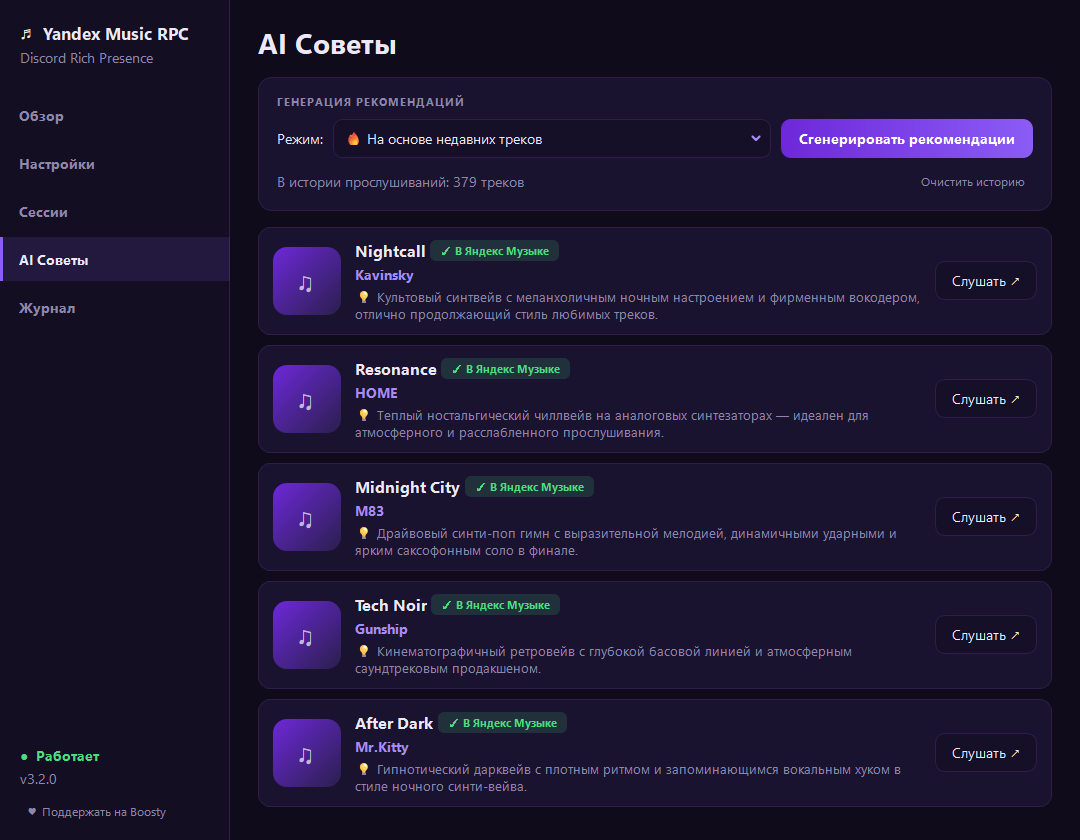 Yandex Music RPC
Discord Rich Presence
Обзор
Настройки
Сессии
AI Советы
Журнал
● Работает
v3.2.0
♥ Поддержать на Boosty
AI Советы
ГЕНЕРАЦИЯ РЕКОМЕНДАЦИЙ
Режим: 🔥 На основе недавних треков
Сгенерировать рекомендации
В истории прослушиваний: 379 треков
Очистить историю
Nightcall ✓ В Яндекс Музыке
Kavinsky
💡 Культовый синтвейв с меланхоличным ночным настроением и фирменным вокодером,
отлично продолжающий стиль любимых треков.
Слушать ↗
Resonance ✓ В Яндекс Музыке
HOME
💡 Теплый ностальгический чиллвейв на аналоговых синтезаторах — идеален для
атмосферного и расслабленного прослушивания.
Слушать ↗
Midnight City ✓ В Яндекс Музыке
M83
💡 Драйвовый синти-поп гимн с выразительной мелодией, динамичными ударными и
ярким саксофонным соло в финале.
Слушать ↗
Tech Noir ✓ В Яндекс Музыке
Gunship
💡 Кинематографичный ретровейв с глубокой басовой линией и атмосферным
саундтрековым продакшеном.
Слушать ↗
After Dark ✓ В Яндекс Музыке
Mr.Kitty
💡 Гипнотический дарквейв с плотным ритмом и запоминающимся вокальным хуком в
стиле ночного синти-вейва.
Слушать ↗